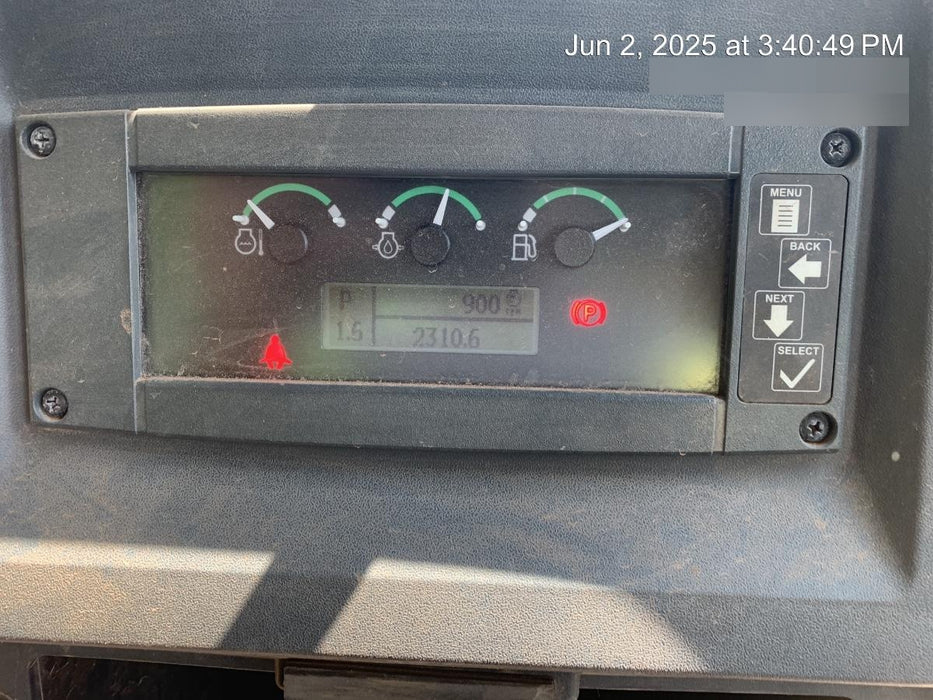 Jun 2, 2025 at 3:40:49 PM
MENU
BACK
NEXT
SELECT
P
900
1.5
2310.6
P